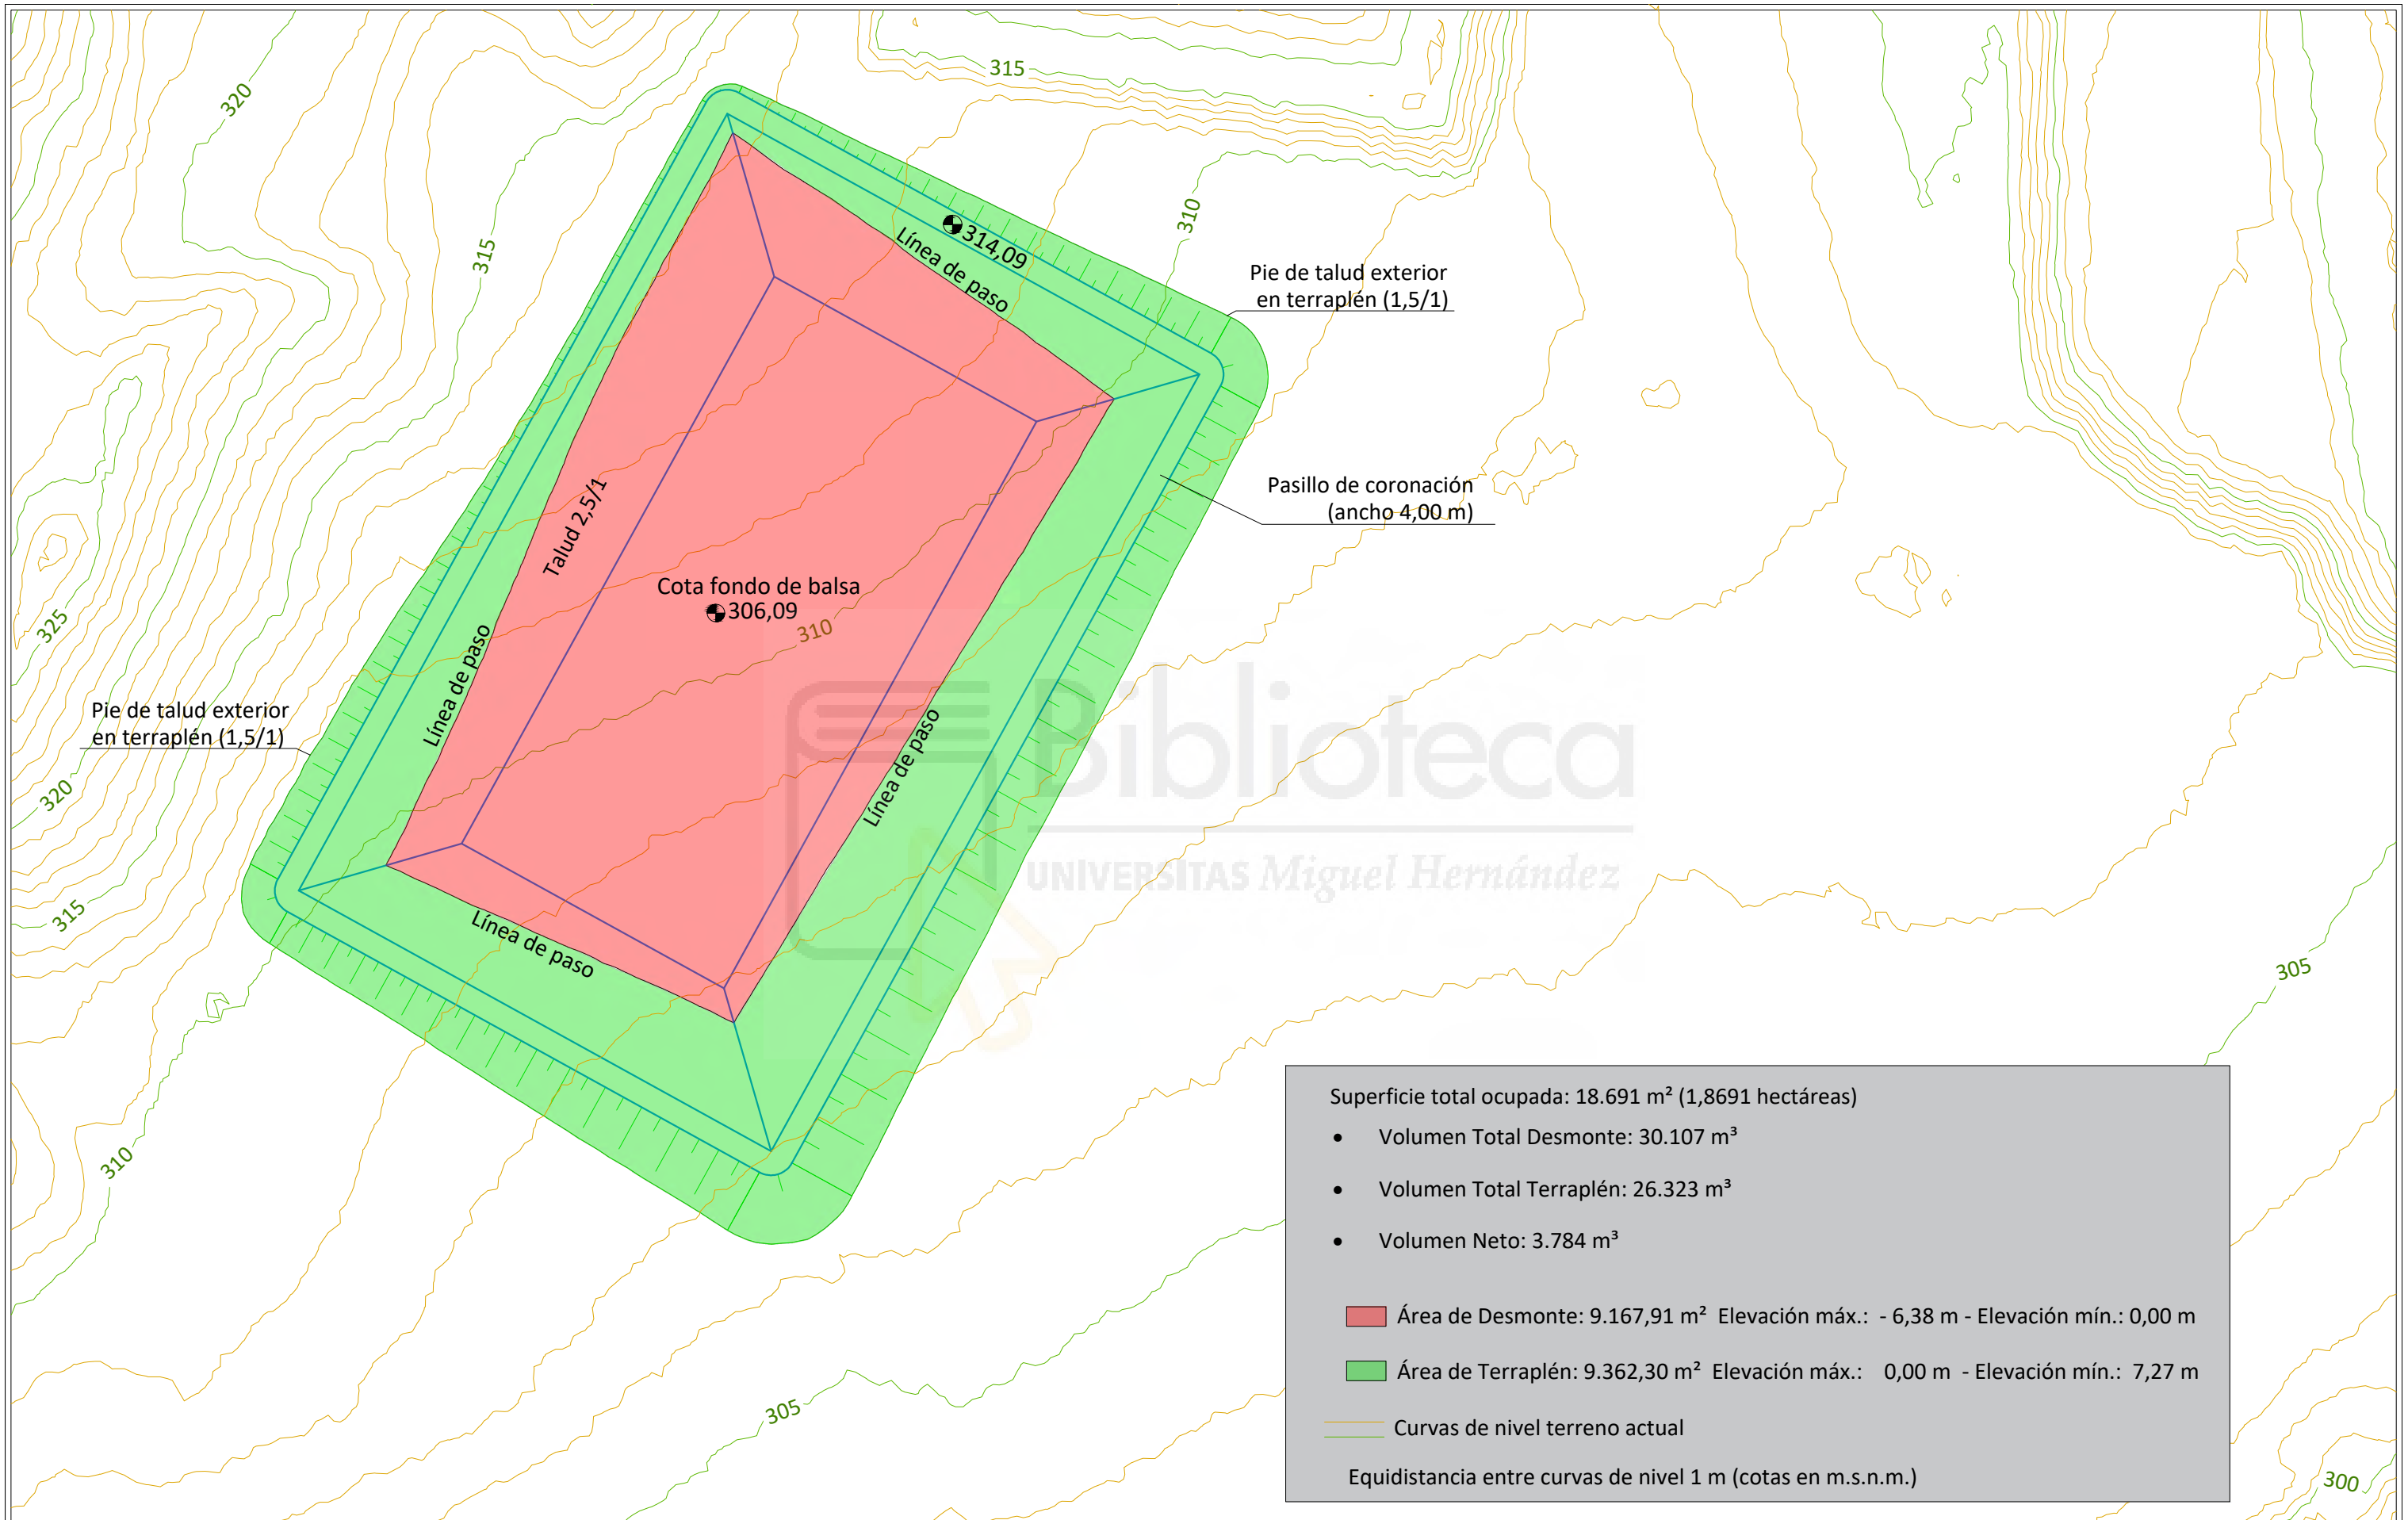 315
320
315
310
314,09
Línea de paso
Pie de talud exterior
en terraplén (1,5/1)
Pasillo de coronación
(ancho 4,00 m)
Talud 2,5/1
Cota fondo de balsa
306,09
310
325
Línea de paso
Pie de talud exterior
en terraplén (1,5/1)
Línea de paso
320
315
Línea de paso
Biblioteca
UNIVERSITAS Miguel Hernández
305
310
305
300
Superficie total ocupada: 18.691 m² (1,8691 hectáreas)
• Volumen Total Desmonte: 30.107 m³
• Volumen Total Terraplén: 26.323 m³
• Volumen Neto: 3.784 m³
Área de Desmonte: 9.167,91 m² Elevación máx.: - 6,38 m - Elevación mín.: 0,00 m
Área de Terraplén: 9.362,30 m² Elevación máx.: 0,00 m - Elevación mín.: 7,27 m
Curvas de nivel terreno actual
Equidistancia entre curvas de nivel 1 m (cotas en m.s.n.m.)